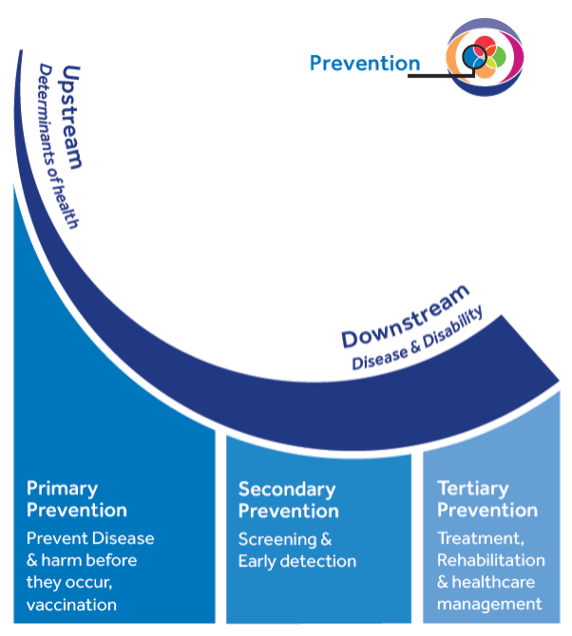 Prevention
Upstream
Determinants of health
Downstream
Disease & Disability
Primary
Prevention
Prevent Disease
& harm before
they occur,
vaccination
Secondary
Prevention
Screening &
Early detection
Tertiary
Prevention
Treatment,
Rehabilitation
& healthcare
management